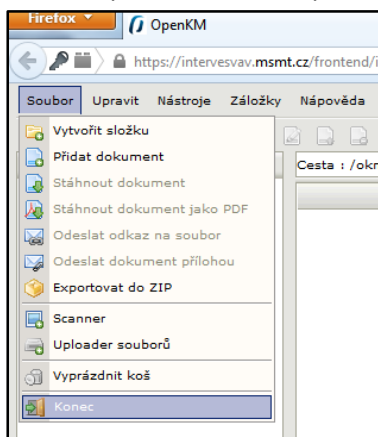 Firefox
OpenKM
https://intervesvav.msmt.cz/frontend/i
Soubor Upravit Nástroje Záložky Nápověda
Vytvořit složku
Přidat dokument
Cesta : /okr
Stáhnout dokument
Stáhnout dokument jako PDF
Odeslat odkaz na soubor
Odeslat dokument přílohou
Exportovat do ZIP
Scanner
Uploader souborů
Vyprázdnit koš
Konec